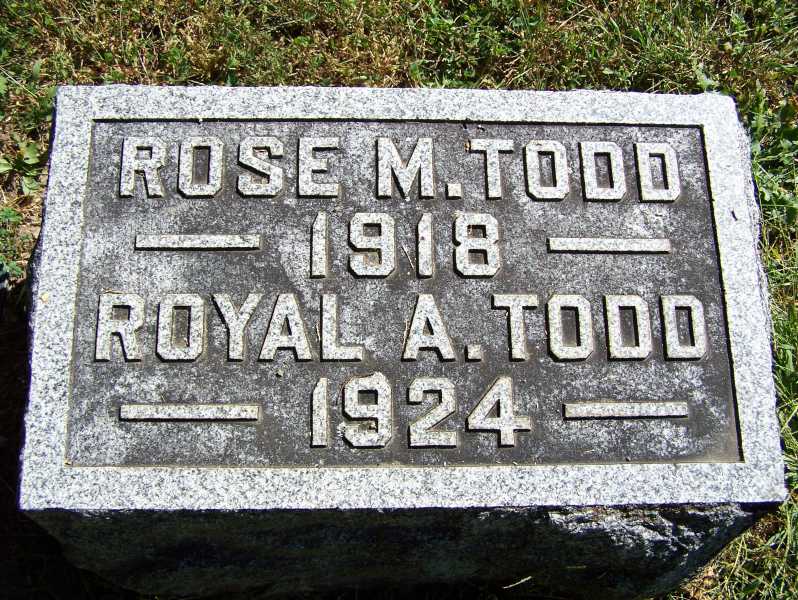 ROSE M. TODD
— 1918 —
ROYAL A. TODD
— 1924 —